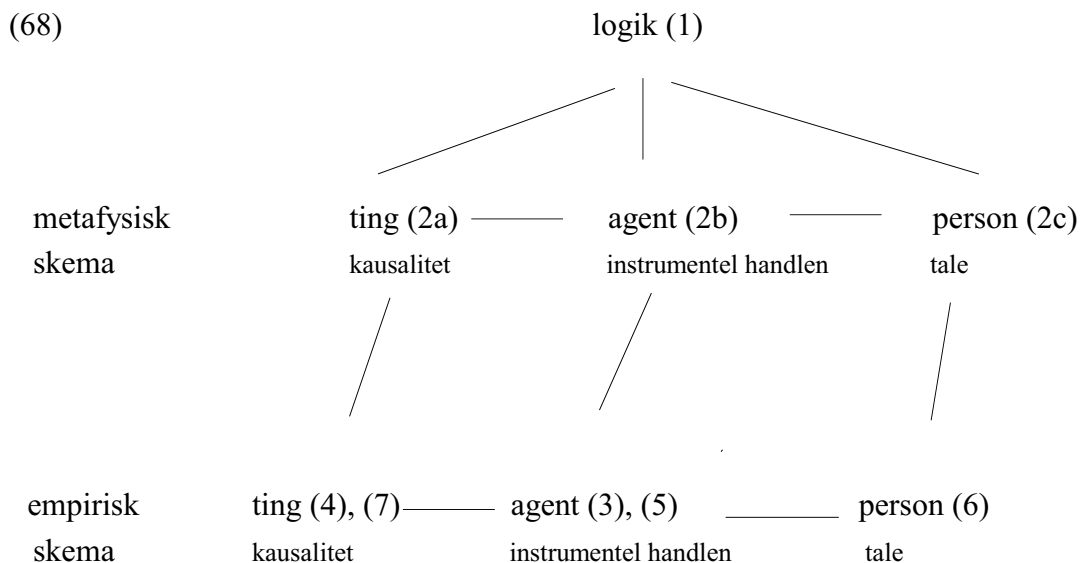 (68) logik (1)
metafysisk ting (2a) agent (2b) person (2c)
skema kausalitet instrumentel handlen tale
empirisk ting (4), (7) agent (3), (5) person (6)
skema kausalitet instrumentel handlen tale